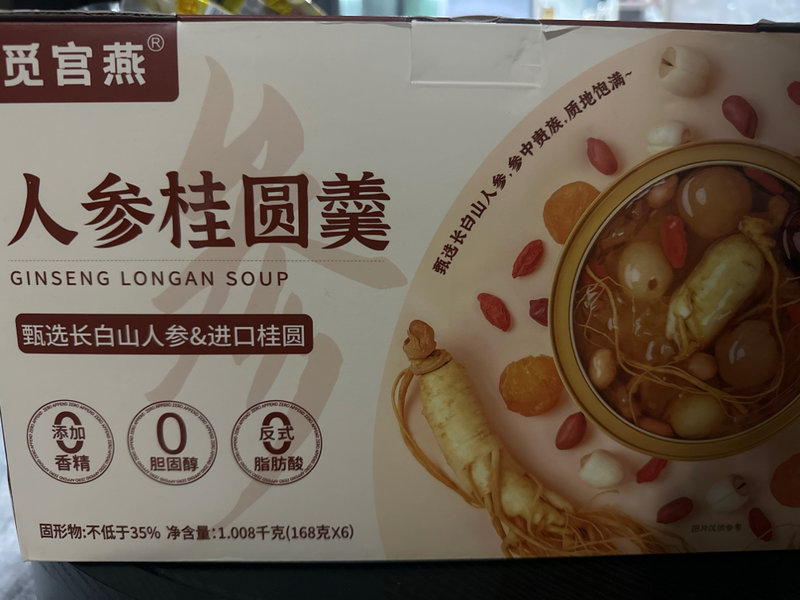 觅官燕®
人参桂圆羹
GINSENG LONGAN SOUP
甄选长白山人参&进口桂圆
甄选长白山人参,参中贵族,质地饱满~
0
添加
香精
0
胆固醇
0
反式
脂肪酸
固形物:不低于35% 净含量:1.008千克(168克X6)
图片仅供参考